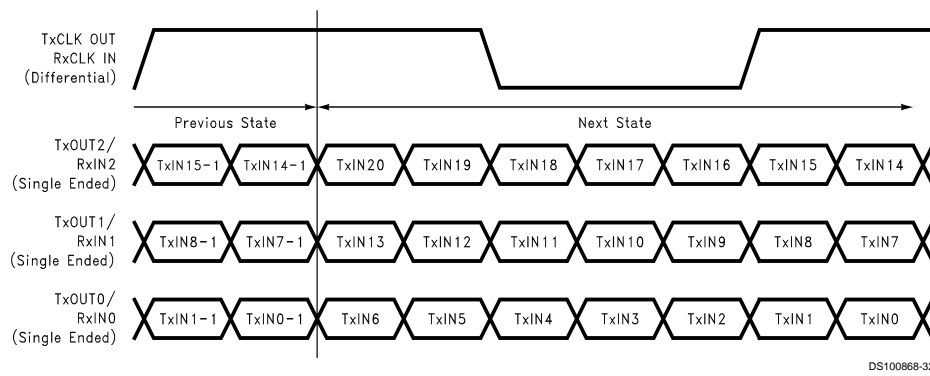 TxCLK OUT
RxCLK IN
(Differential)
Previous State
Next State
TxOUT2/
RxIN2
(Single Ended)
TxIN15-1 TxIN14-1 TxIN20 TxIN19 TxIN18 TxIN17 TxIN16 TxIN15 TxIN14
TxOUT1/
RxIN1
(Single Ended)
TxIN8-1 TxIN7-1 TxIN13 TxIN12 TxIN11 TxIN10 TxIN9 TxIN8 TxIN7
TxOUT0/
RxIN0
(Single Ended)
TxIN1-1 TxIN0-1 TxIN6 TxIN5 TxIN4 TxIN3 TxIN2 TxIN1 TxIN0
DS100868-32